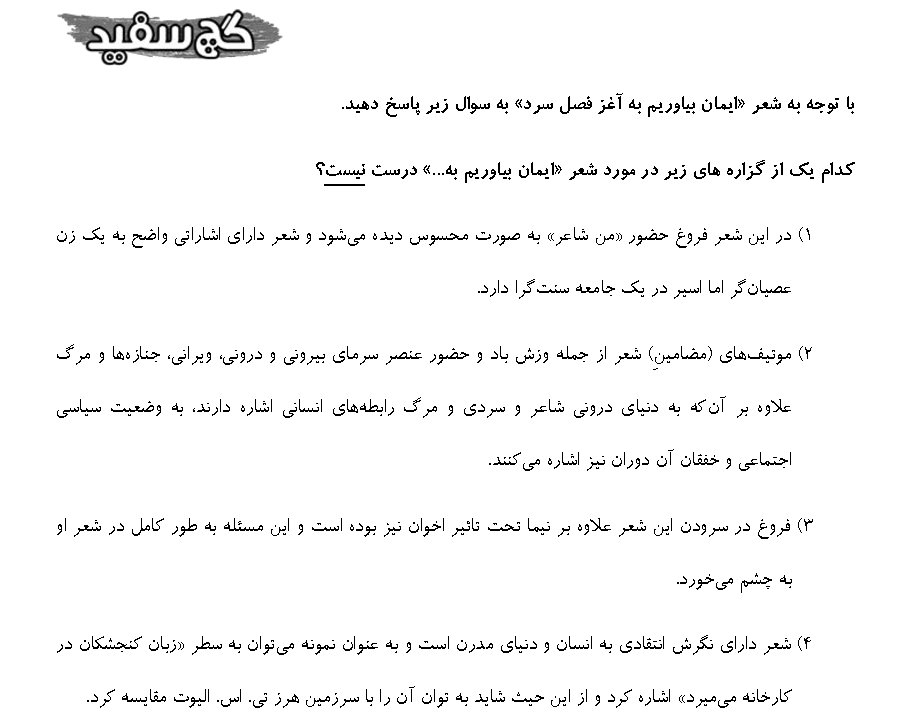 گچ سفید
با توجه به شعر «ایمان بیاوریم به آغز فصل سرد» به سوال زیر پاسخ دهید.
کدام یک از گزاره های زیر در مورد شعر «ایمان بیاوریم به...» درست نیست؟
۱) در این شعر فروغ حضور «من شاعر» به صورت محسوس دیده می‌شود و شعر دارای اشاراتی واضح به یک زن
عصیان‌گر اما اسیر در یک جامعه سنت‌گرا دارد.
۲) موتیف‌های (مضامینِ) شعر از جمله وزش باد و حضور عنصر سرمای بیرونی و درونی، ویرانی، جنازه‌ها و مرگ
علاوه بر آن‌که به دنیای درونی شاعر و سردی و مرگ رابطه‌های انسانی اشاره دارند، به وضعیت سیاسی
اجتماعی و خفقان آن دوران نیز اشاره می‌کنند.
۳) فروغ در سرودن این شعر علاوه بر نیما تحت تاثیر اخوان نیز بوده است و این مسئله به طور کامل در شعر او
به چشم می‌خورد.
۴) شعر دارای نگرش انتقادی به انسان و دنیای مدرن است و به عنوان نمونه می‌توان به سطر «زبان گنجشکان در
کارخانه می‌میرد» اشاره کرد و از این حیث شاید به توان آن را با سرزمین هرز تی. اس. الیوت مقایسه کرد.